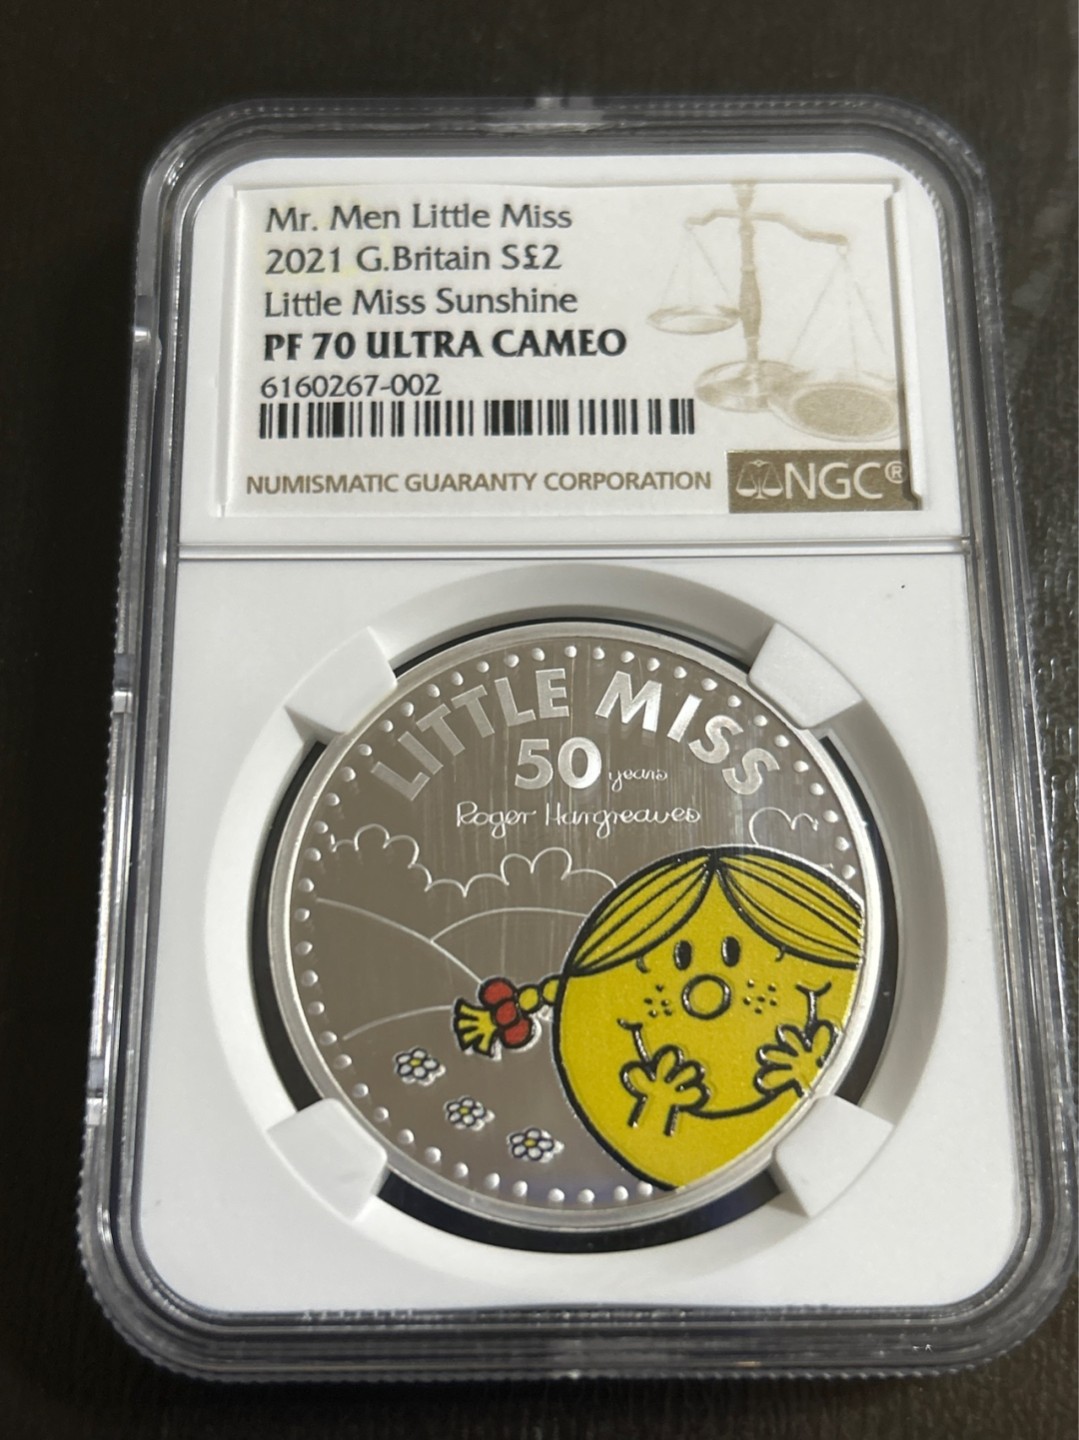 Mr. Men Little Miss
2021 G.Britain S£2
Little Miss Sunshine
PF 70 ULTRA CAMEO
6160267-002
NUMISMATIC GUARANTY CORPORATION NGC®
LITTLE MISS
50 years
Roger Hargreaves